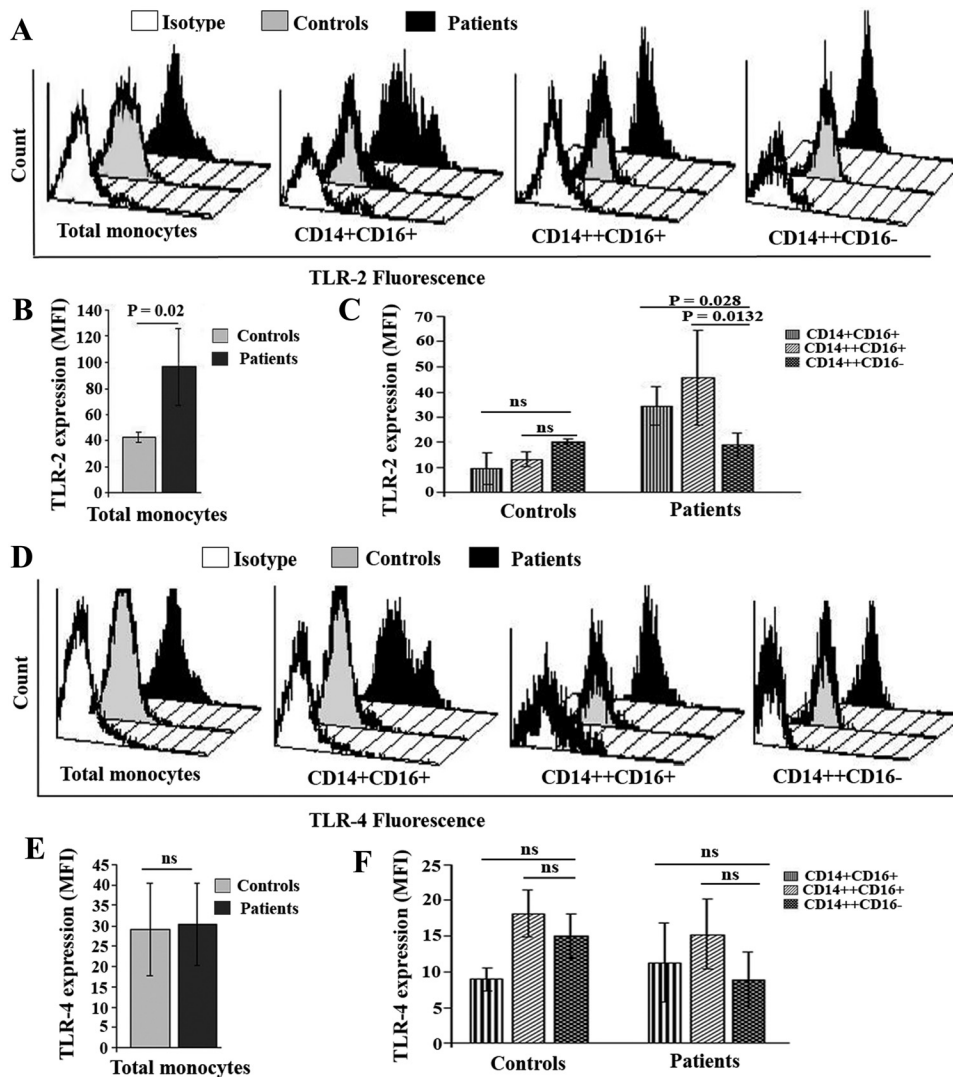 A
Isotype Controls Patients
Count
Total monocytes CD14+CD16+ CD14++CD16+ CD14++CD16-
TLR-2 Fluorescence
B
TLR-2 expression (MFI)
140
120
100
80
60
40
20
0
P = 0.02
Controls
Patients
Total monocytes
C
TLR-2 expression (MFI)
70
60
50
40
30
20
10
0
ns
ns
P = 0.028
P = 0.0132
CD14+CD16+
CD14++CD16+
CD14++CD16-
Controls Patients
D
Isotype Controls Patients
Count
Total monocytes CD14+CD16+ CD14++CD16+ CD14++CD16-
TLR-4 Fluorescence
E
TLR-4 expression (MFI)
45
40
35
30
25
20
15
10
5
0
ns
Controls
Patients
Total monocytes
F
TLR-4 expression (MFI)
25
20
15
10
5
0
ns
ns
ns
ns
CD14+CD16+
CD14++CD16+
CD14++CD16-
Controls Patients